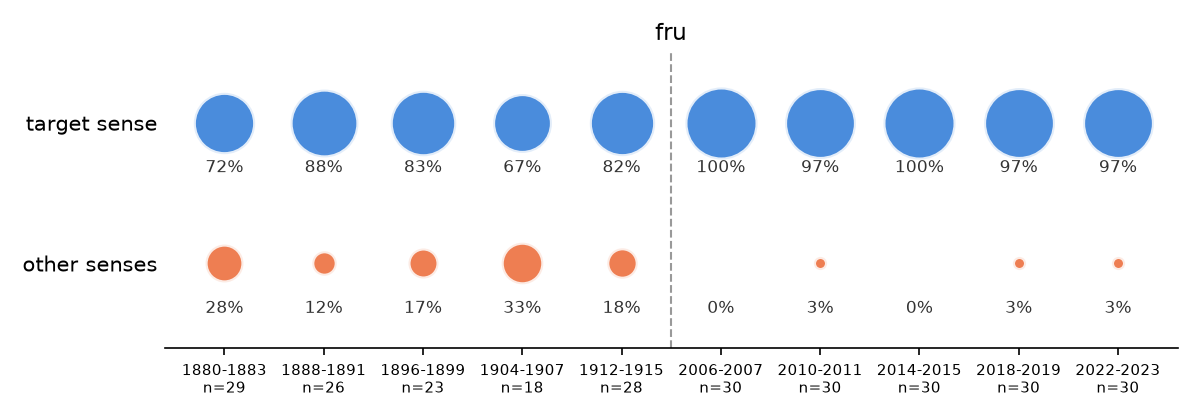 fru
target sense
72% 88% 83% 67% 82% 100% 97% 100% 97% 97%
other senses
28% 12% 17% 33% 18% 0% 3% 0% 3% 3%
1880-1883 1888-1891 1896-1899 1904-1907 1912-1915 2006-2007 2010-2011 2014-2015 2018-2019 2022-2023
n=29 n=26 n=23 n=18 n=28 n=30 n=30 n=30 n=30 n=30